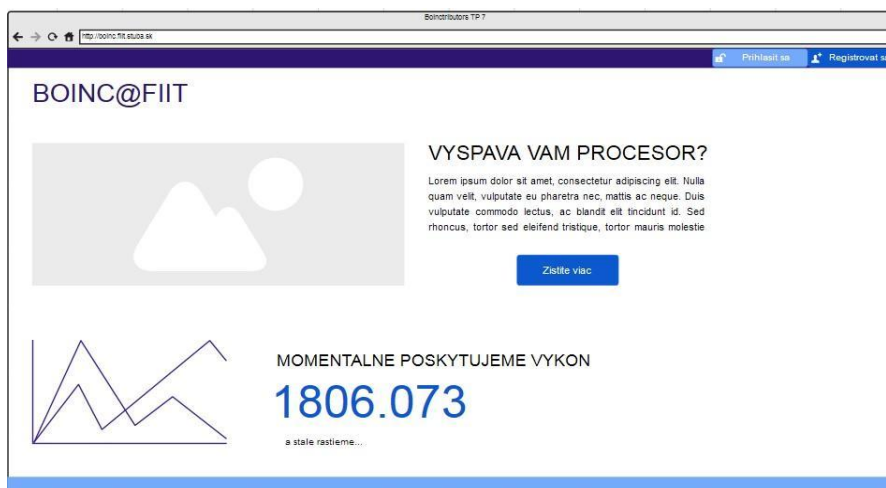 Boinctributors TP 7
http://boinc.fiit.stuba.sk
Prihlasit sa
Registrovat sa
BOINC@FIIT
VYSPAVA VAM PROCESOR?
Lorem ipsum dolor sit amet, consectetur adipiscing elit. Nulla
quam velit, vulputate eu pharetra nec, mattis ac neque. Duis
vulputate commodo lectus, ac blandit elit tincidunt id. Sed
rhoncus, tortor sed eleifend tristique, tortor mauris molestie
Zistite viac
MOMENTALNE POSKYTUJEME VYKON
1806.073
a stale rastieme...